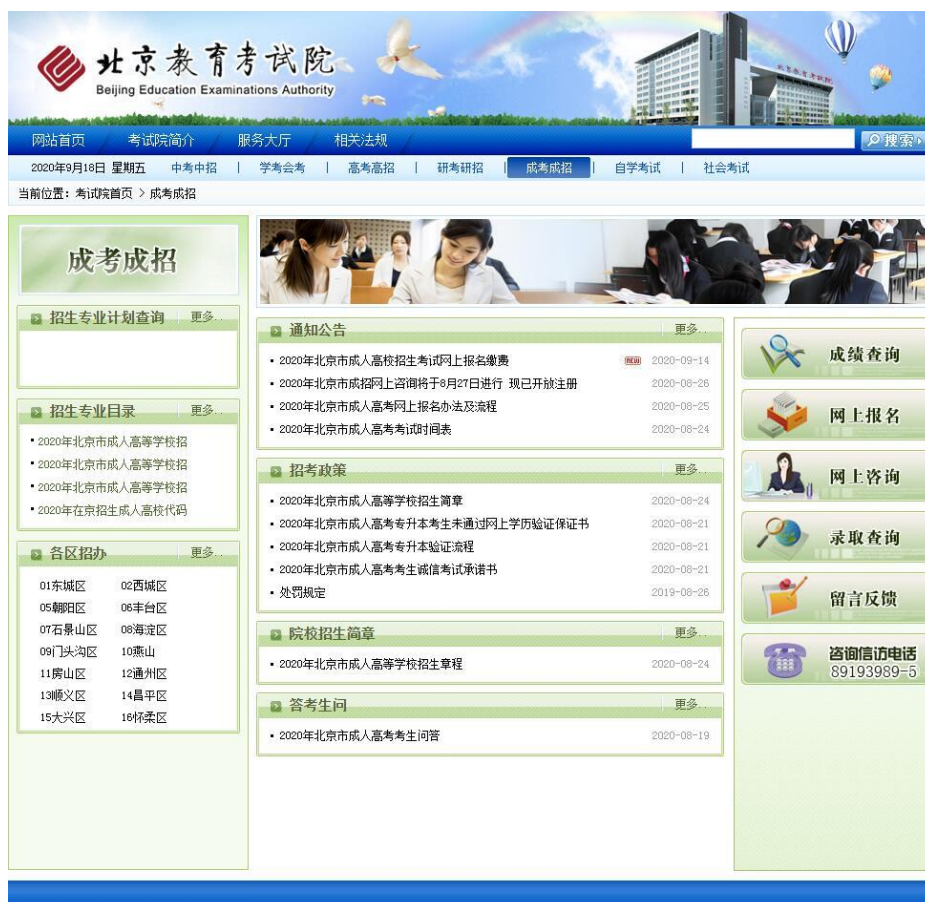 北京教育考试院
Beijing Education Examinations Authority
北京教育考试院
网站首页 考试院简介 服务大厅 相关法规 搜索
2020年9月18日 星期五 中考中招 | 学考会考 | 高考高招 | 研考研招 | 成考成招 | 自学考试 | 社会考试
当前位置：考试院首页 > 成考成招
成考成招
招生专业计划查询 更多..
招生专业目录 更多..
• 2020年北京市成人高等学校招
• 2020年北京市成人高等学校招
• 2020年北京市成人高等学校招
• 2020年在京招生成人高校代码
各区招办 更多..
01东城区 02西城区
05朝阳区 06丰台区
07石景山区 08海淀区
09门头沟区 10燕山
11房山区 12通州区
13顺义区 14昌平区
15大兴区 16怀柔区
通知公告 更多..
• 2020年北京市成人高校招生考试网上报名缴费 NEW 2020-09-14
• 2020年北京市成招网上咨询将于8月27日进行 现已开放注册 2020-08-26
• 2020年北京市成人高考网上报名办法及流程 2020-08-25
• 2020年北京市成人高考考试时间表 2020-08-24
招考政策 更多..
• 2020年北京市成人高等学校招生简章 2020-08-24
• 2020年北京市成人高考专升本考生未通过网上学历验证保证书 2020-08-21
• 2020年北京市成人高考专升本验证流程 2020-08-21
• 2020年北京市成人高考考生诚信考试承诺书 2020-08-21
• 处罚规定 2019-08-26
院校招生简章 更多..
• 2020年北京市成人高等学校招生章程 2020-08-24
答考生问 更多..
• 2020年北京市成人高考考生问答 2020-08-19
成绩查询
网上报名
网上咨询
录取查询
留言反馈
咨询信访电话
89193989-5